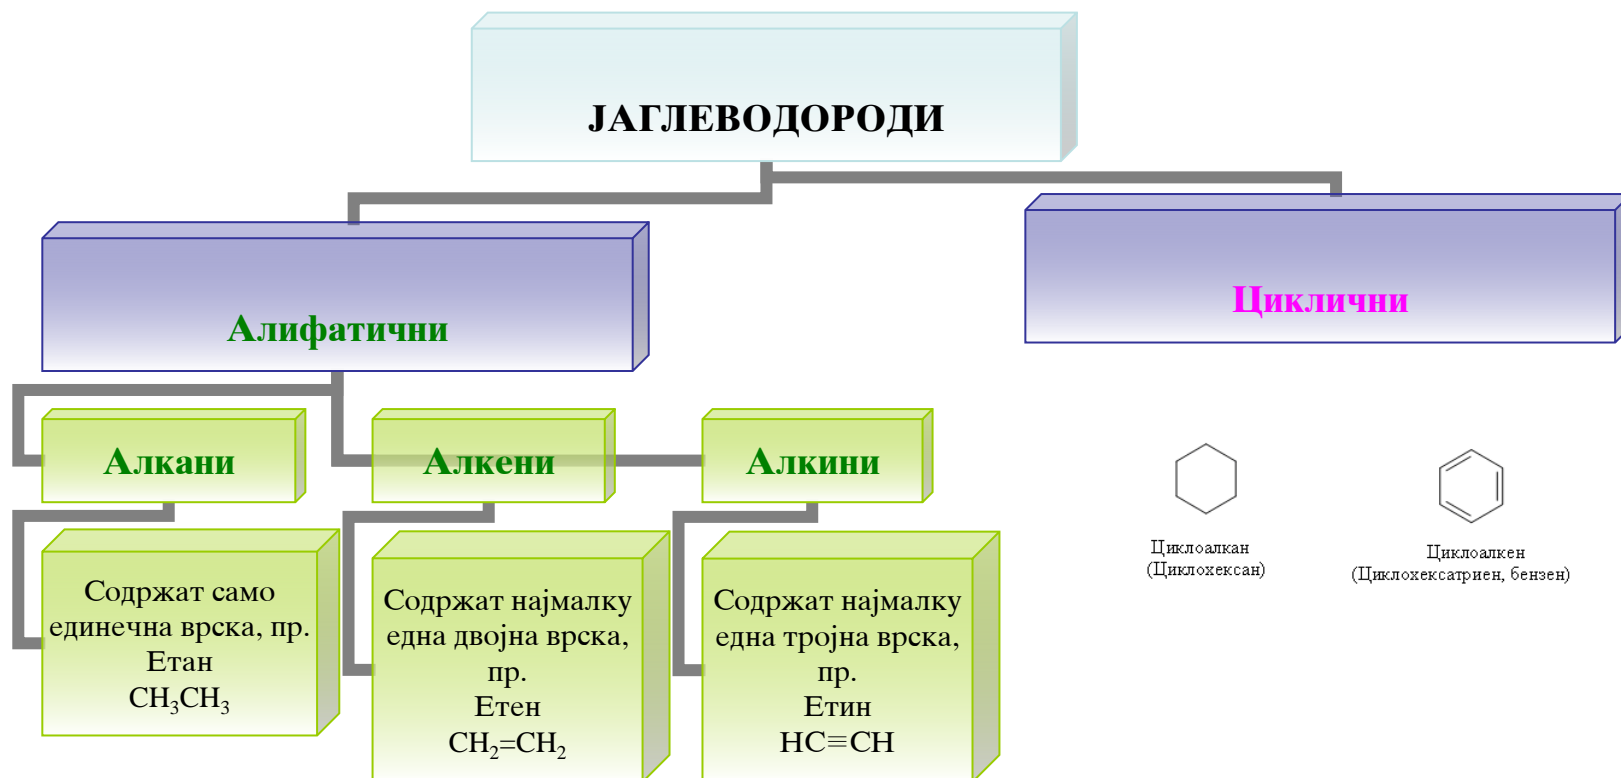 ЈАГЛЕВОДОРОДИ
Алифатични
Циклични
Алкани
Алкени
Алкини
Содржат само
единечна врска, пр.
Етан
CH₃CH₃
Содржат најмалку
една двојна врска,
пр.
Етен
CH₂=CH₂
Содржат најмалку
една тројна врска,
пр.
Етин
HC≡CH
Циклоалкан
(Циклохексан)
Циклоалкен
(Циклохексатриен, бензен)